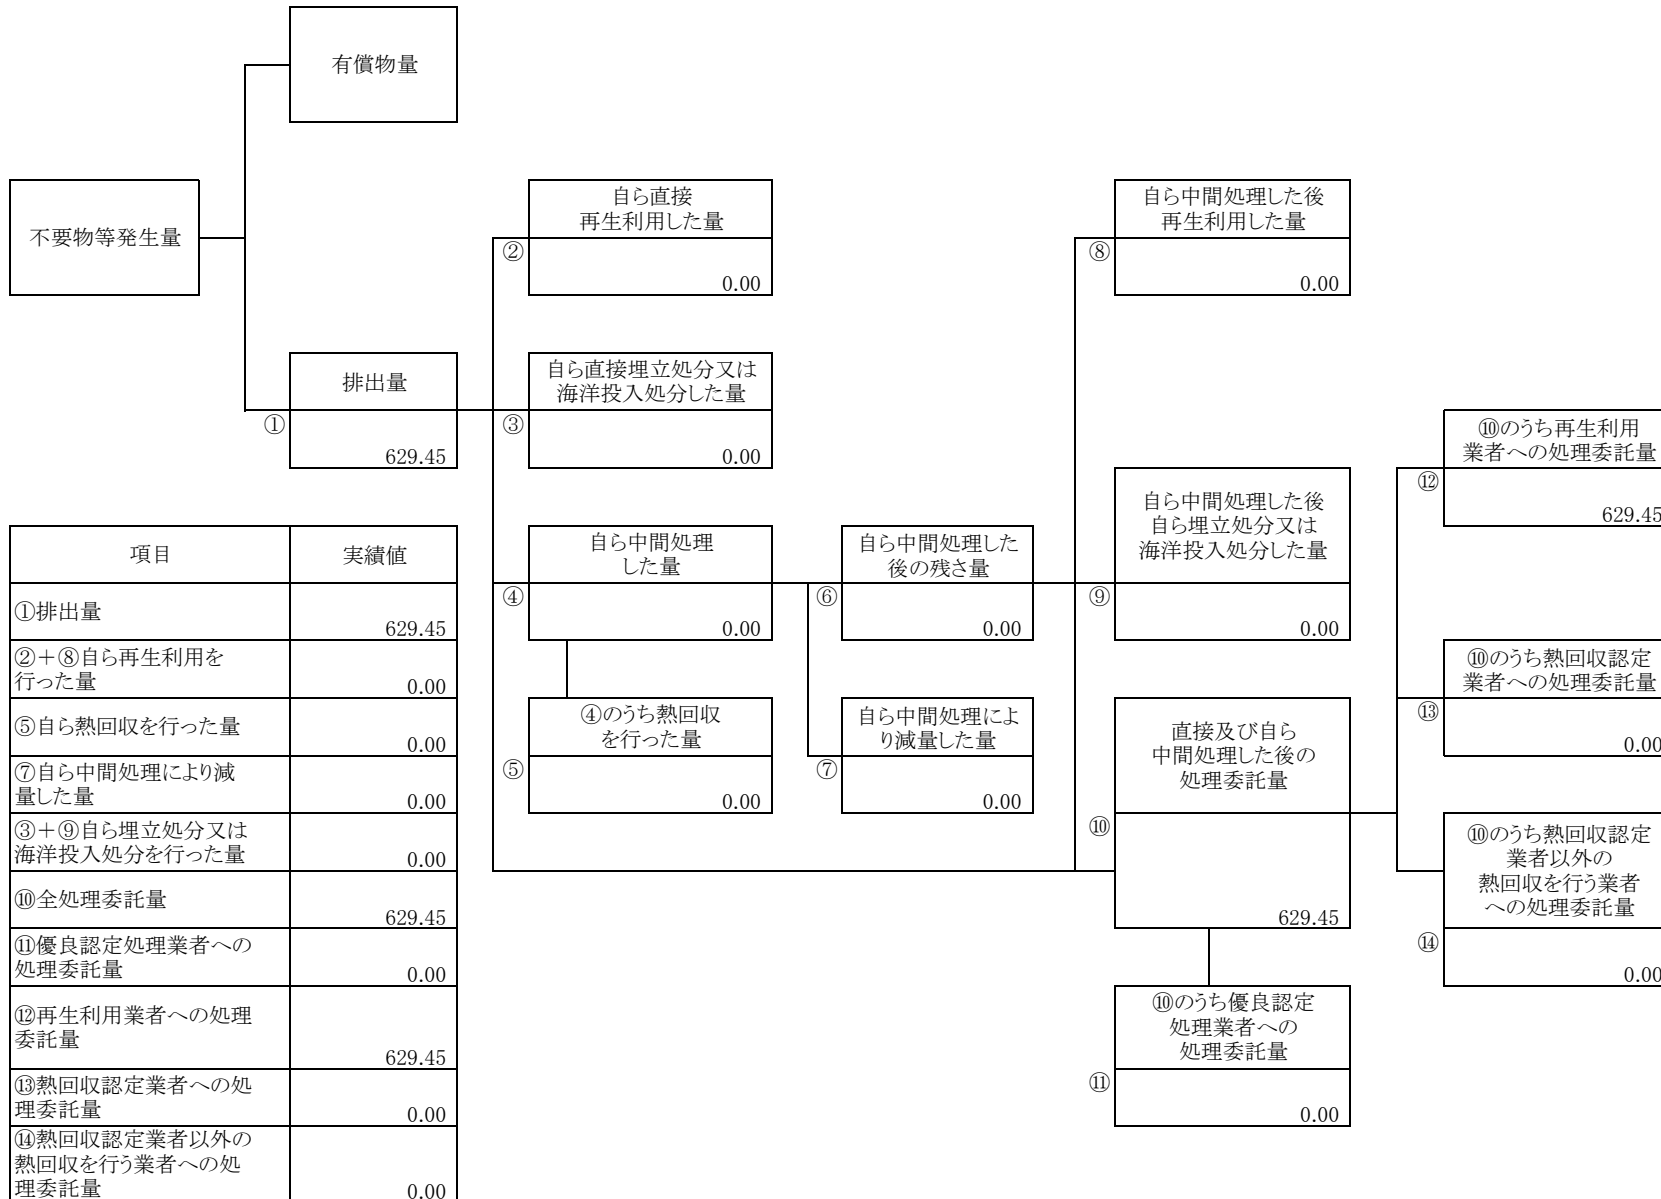 有償物量
不要物等発生量
自ら直接
再生利用した量
②
0.00
自ら中間処理した後
再生利用した量
⑧
0.00
排出量
①
629.45
自ら直接埋立処分又は
海洋投入処分した量
③
0.00
⑩のうち再生利用
業者への処理委託量
⑫
629.45
自ら中間処理
した量
④
0.00
自ら中間処理した
後の残さ量
⑥
0.00
自ら中間処理した後
自ら埋立処分又は
海洋投入処分した量
⑨
0.00
⑩のうち熱回収認定
業者への処理委託量
⑬
0.00
④のうち熱回収
を行った量
⑤
0.00
自ら中間処理によ
り減量した量
⑦
0.00
直接及び自ら
中間処理した後の
処理委託量
⑩
629.45
⑩のうち熱回収認定
業者以外の
熱回収を行う業者
への処理委託量
⑭
0.00
⑩のうち優良認定
処理業者への
処理委託量
⑪
0.00
項目 実績値
①排出量 629.45
②＋⑧自ら再生利用を
行った量 0.00
⑤自ら熱回収を行った量 0.00
⑦自ら中間処理により減
量した量 0.00
③＋⑨自ら埋立処分又は
海洋投入処分を行った量 0.00
⑩全処理委託量 629.45
⑪優良認定処理業者への
処理委託量 0.00
⑫再生利用業者への処理
委託量 629.45
⑬熱回収認定業者への処
理委託量 0.00
⑭熱回収認定業者以外の
熱回収を行う業者への処
理委託量 0.00